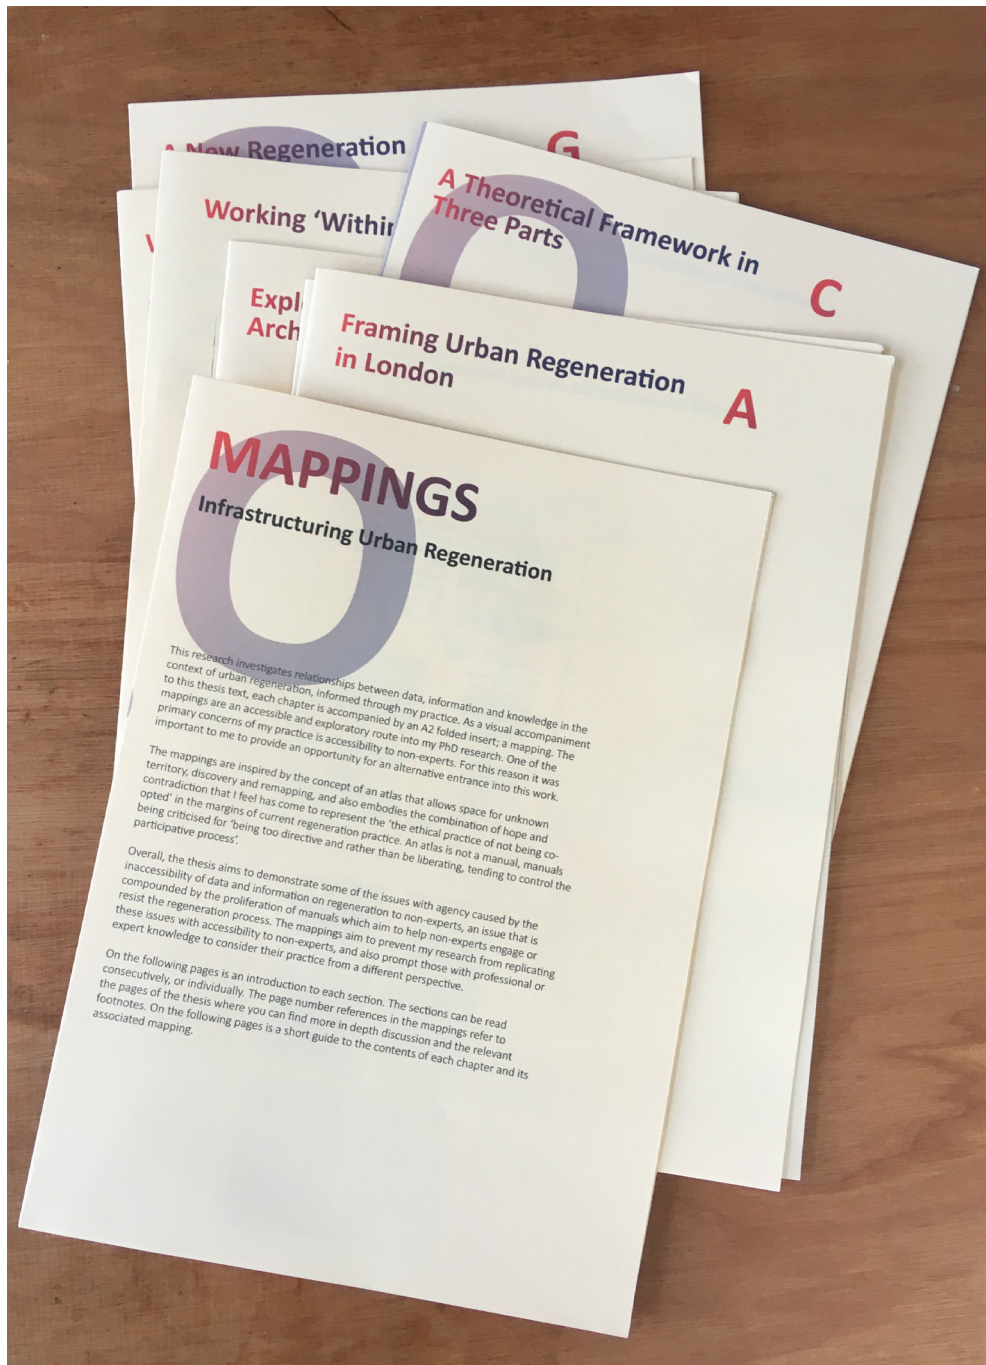 A New Regeneration
G
A Theoretical Framework in
Three Parts
C
Working ‘Within
Expl
Arch
Framing Urban Regeneration
in London
A
O
MAPPINGS
Infrastructuring Urban Regeneration
This research investigates relationships between data, information and knowledge in the
context of urban regeneration, informed through my practice. As a visual accompaniment
to this thesis text, each chapter is accompanied by an A2 folded insert; a mapping. The
mappings are an accessible and exploratory route into my PhD research. One of the
primary concerns of my practice is accessibility to non-experts. For this reason it was
important to me to provide an opportunity for an alternative entrance into this work.
The mappings are inspired by the concept of an atlas that allows space for unknown
territory, discovery and remapping, and also embodies the combination of hope and
contradiction that I feel has come to represent the ‘the ethical practice of not being co-
opted’ in the margins of current regeneration practice. An atlas is not a manual, manuals
being criticised for ‘being too directive and rather than be liberating, tending to control the
participative process’.
Overall, the thesis aims to demonstrate some of the issues with agency caused by the
inaccessibility of data and information on regeneration to non-experts, an issue that is
compounded by the proliferation of manuals which aim to help non-experts engage or
resist the regeneration process. The mappings aim to prevent my research from replicating
these issues with accessibility to non-experts, and also prompt those with professional or
expert knowledge to consider their practice from a different perspective.
On the following pages is an introduction to each section. The sections can be read
consecutively, or individually. The page number references in the mappings refer to
the pages of the thesis where you can find more in depth discussion and the relevant
footnotes. On the following pages is a short guide to the contents of each chapter and its
associated mapping.